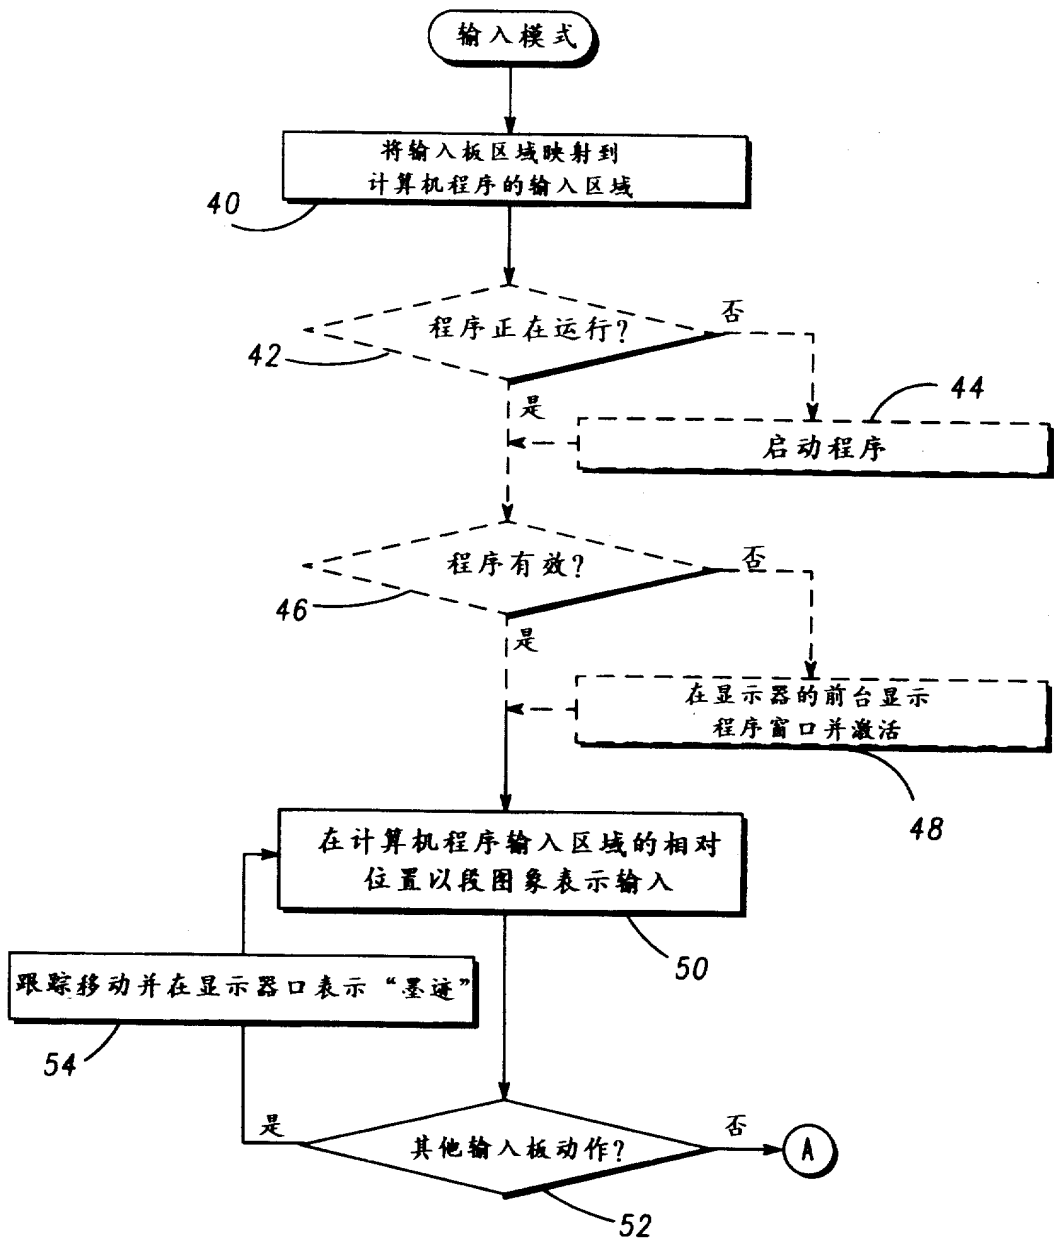 输入模式
将输入板区域映射到
计算机程序的输入区域
40
程序正在运行?
否
42
是
44
启动程序
程序有效?
否
46
是
在显示器的前台显示
程序窗口并激活
48
在计算机程序输入区域的相对
位置以段图象表示输入
50
跟踪移动并在显示器口表示“墨迹”
54
是
其他输入板动作?
否
A
52